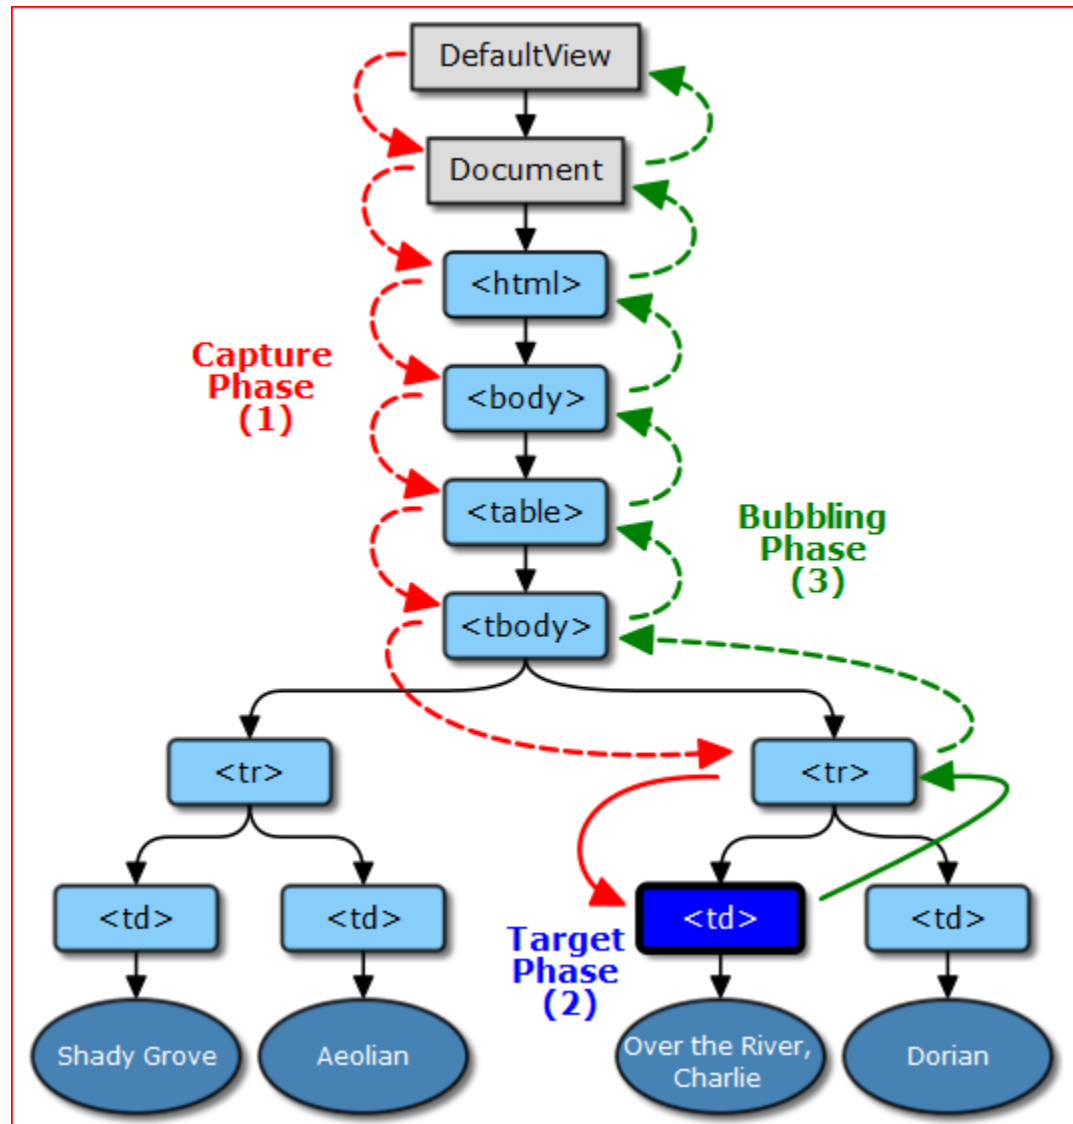 DefaultView
Document
<html>
<body>
<table>
<tbody>
Capture
Phase
(1)
Bubbling
Phase
(3)
<tr>
<tr>
<td>
<td>
<td>
<td>
Target
Phase
(2)
Shady Grove
Aeolian
Over the River,
Charlie
Dorian